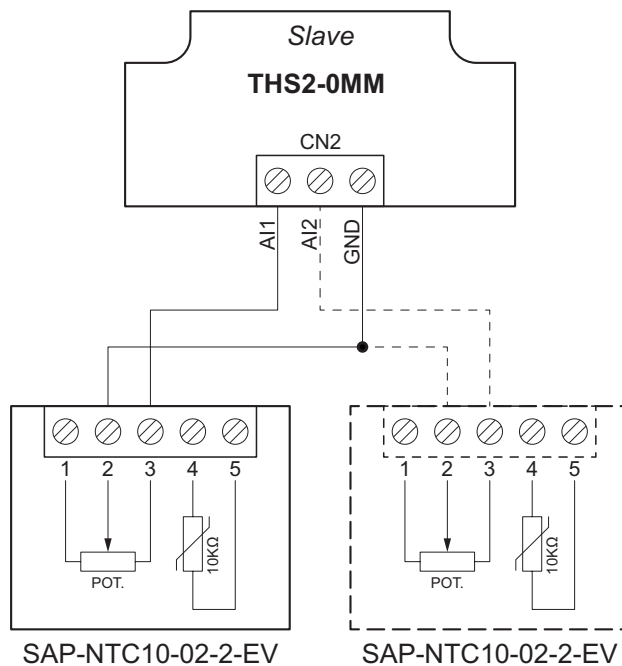 Slave
THS2-0MM
CN2
AI1
AI2
GND
1 2 3 4 5
1 2 3 4 5
POT.
10KΩ
POT.
10KΩ
SAP-NTC10-02-2-EV
SAP-NTC10-02-2-EV